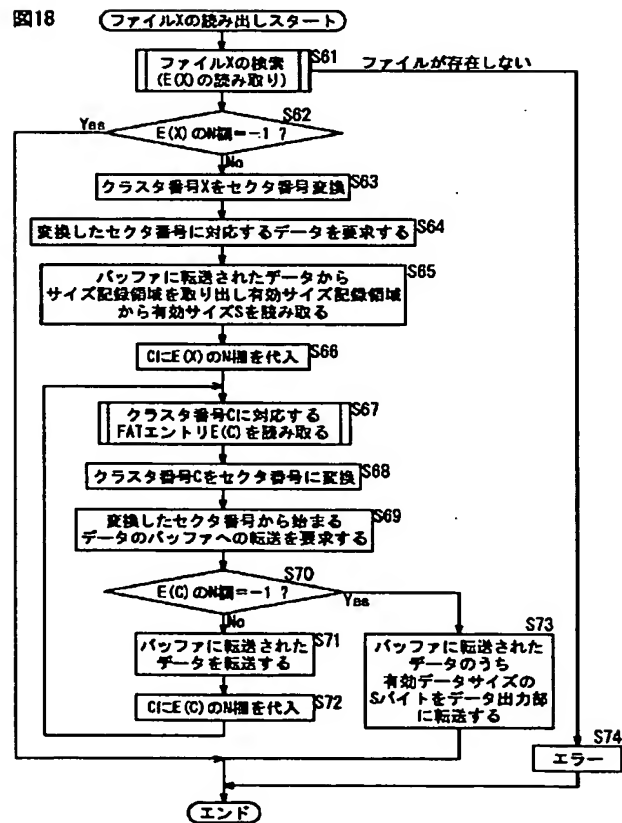 図18
ファイルXの読み出しスタート
S61
ファイルXの検索
(E(X)の読み取り)
ファイルが存在しない
S62
Yes
E(X)のN欄=-1 ?
No
S63
クラスタ番号Xをセクタ番号変換
S64
変換したセクタ番号に対応するデータを要求する
S65
バッファに転送されたデータから
サイズ記録領域を取り出し有効サイズ記録領域
から有効サイズSを読み取る
S66
CにE(X)のN欄を代入
S67
クラスタ番号Cに対応する
FATエントリE(C)を読み取る
S68
クラスタ番号Cをセクタ番号に変換
S69
変換したセクタ番号から始まる
データのバッファへの転送を要求する
S70
E(C)のN欄=-1 ?
Yes
No
S71
バッファに転送された
データを転送する
S72
CにE(C)のN欄を代入
S73
バッファに転送された
データのうち
有効データサイズの
Sバイトをデータ出力部
に転送する
S74
エラー
エンド